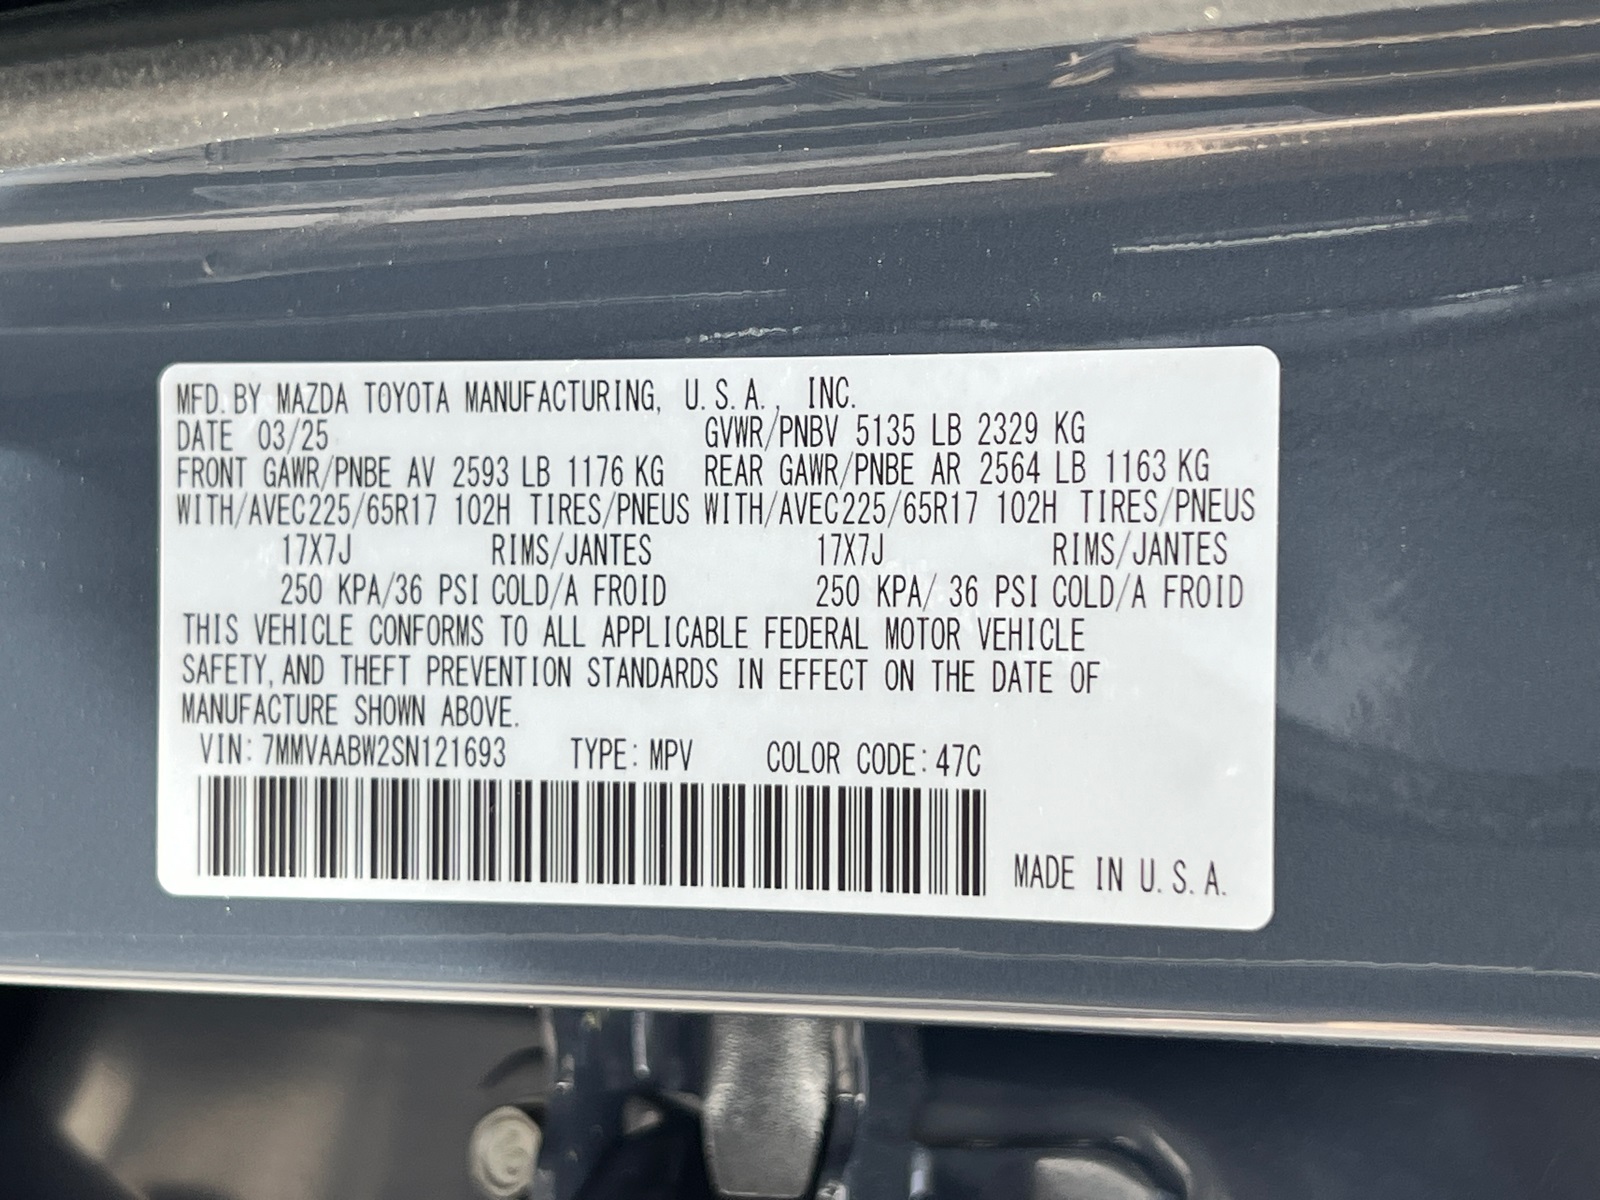 MFD. BY MAZDA TOYOTA MANUFACTURING, U.S.A., INC.
DATE 03/25 GVWR/PNBV 5135 LB 2329 KG
FRONT GAWR/PNBE AV 2593 LB 1176 KG REAR GAWR/PNBE AR 2564 LB 1163 KG
WITH/AVEC225/65R17 102H TIRES/PNEUS WITH/AVEC225/65R17 102H TIRES/PNEUS
17X7J RIMS/JANTES 17X7J RIMS/JANTES
250 KPA/36 PSI COLD/A FROID 250 KPA/ 36 PSI COLD/A FROID
THIS VEHICLE CONFORMS TO ALL APPLICABLE FEDERAL MOTOR VEHICLE
SAFETY, AND THEFT PREVENTION STANDARDS IN EFFECT ON THE DATE OF
MANUFACTURE SHOWN ABOVE.
VIN: 7MMVAABW2SN121693 TYPE: MPV COLOR CODE: 47C
MADE IN U.S.A.